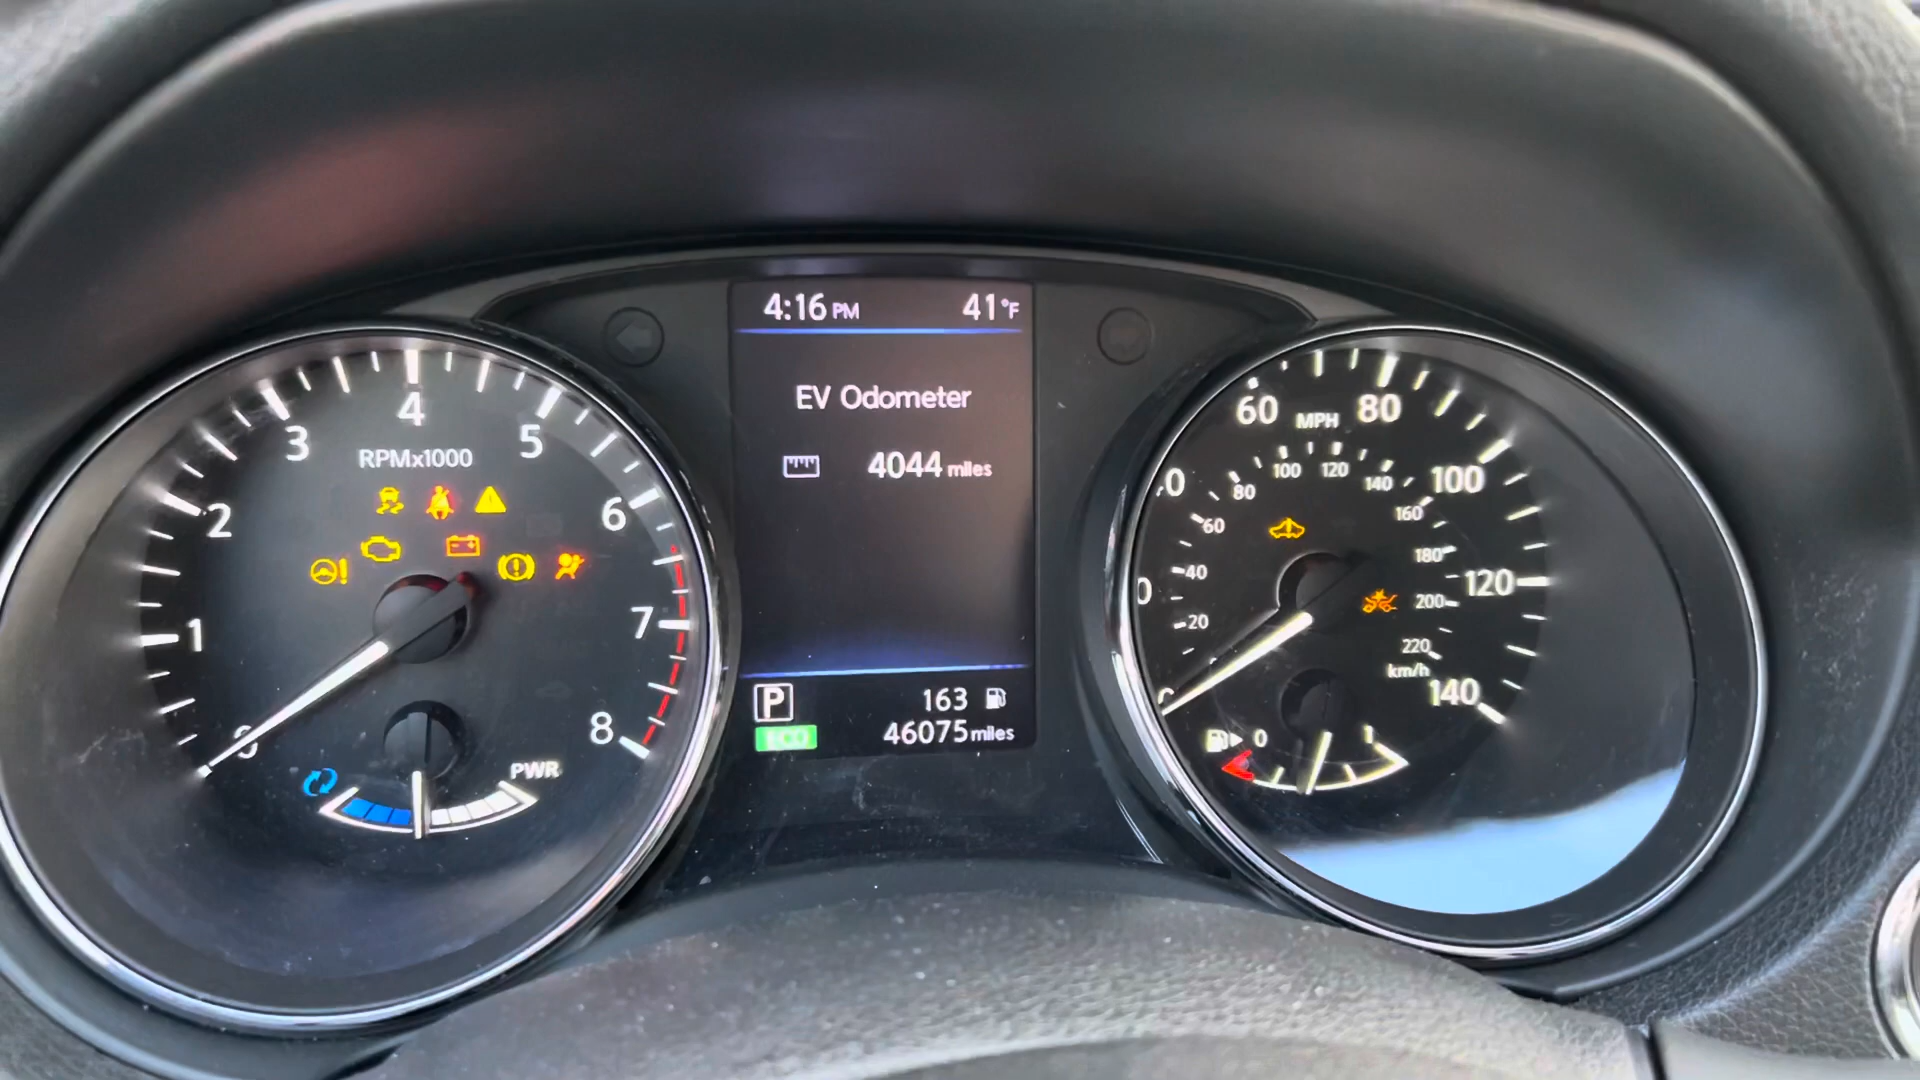 4:16 PM 41°F
EV Odometer
4044 miles
P 163
ECO 46075 miles
RPMx1000
0 1 2 3 4 5 6 7 8
PWR
MPH
60 80 100 120 140
20 40 60 80 100 120 140 160 180 200 220
km/h
0 1